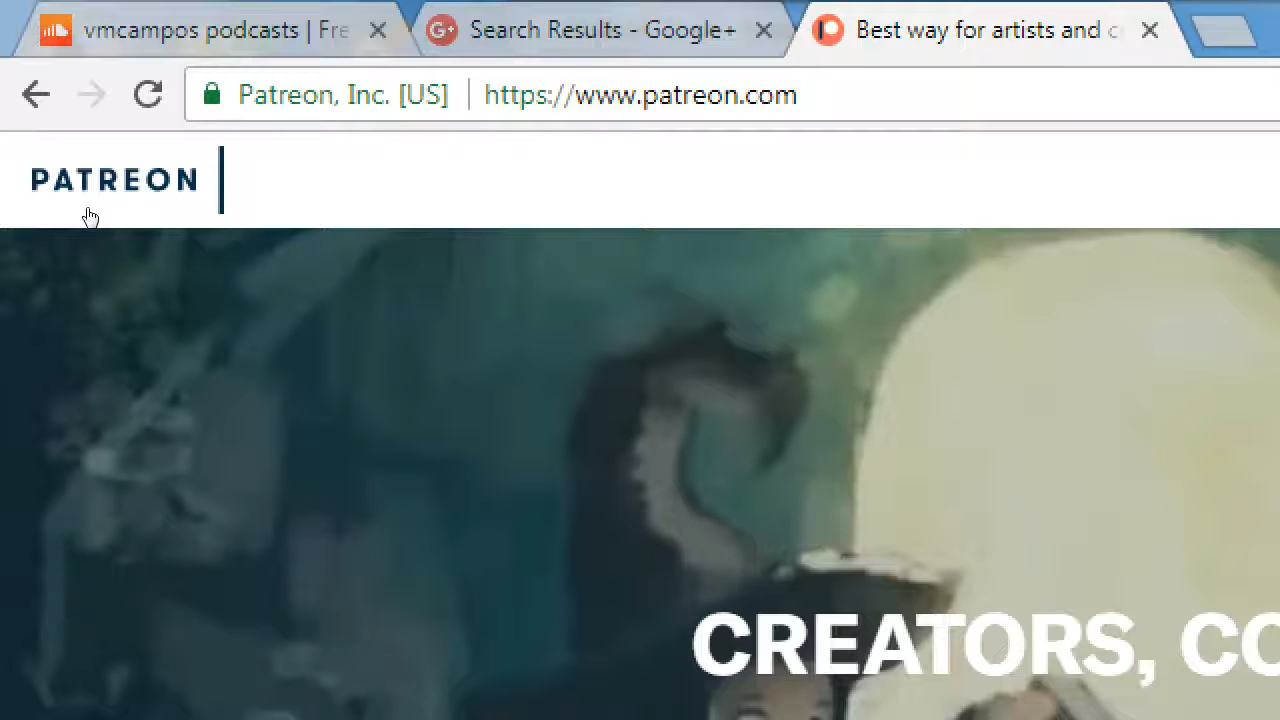 vmcampos podcasts | Fre
Search Results - Google+
Best way for artists and c
Patreon, Inc. [US]
https://www.patreon.com
PATREON
CREATORS, CO